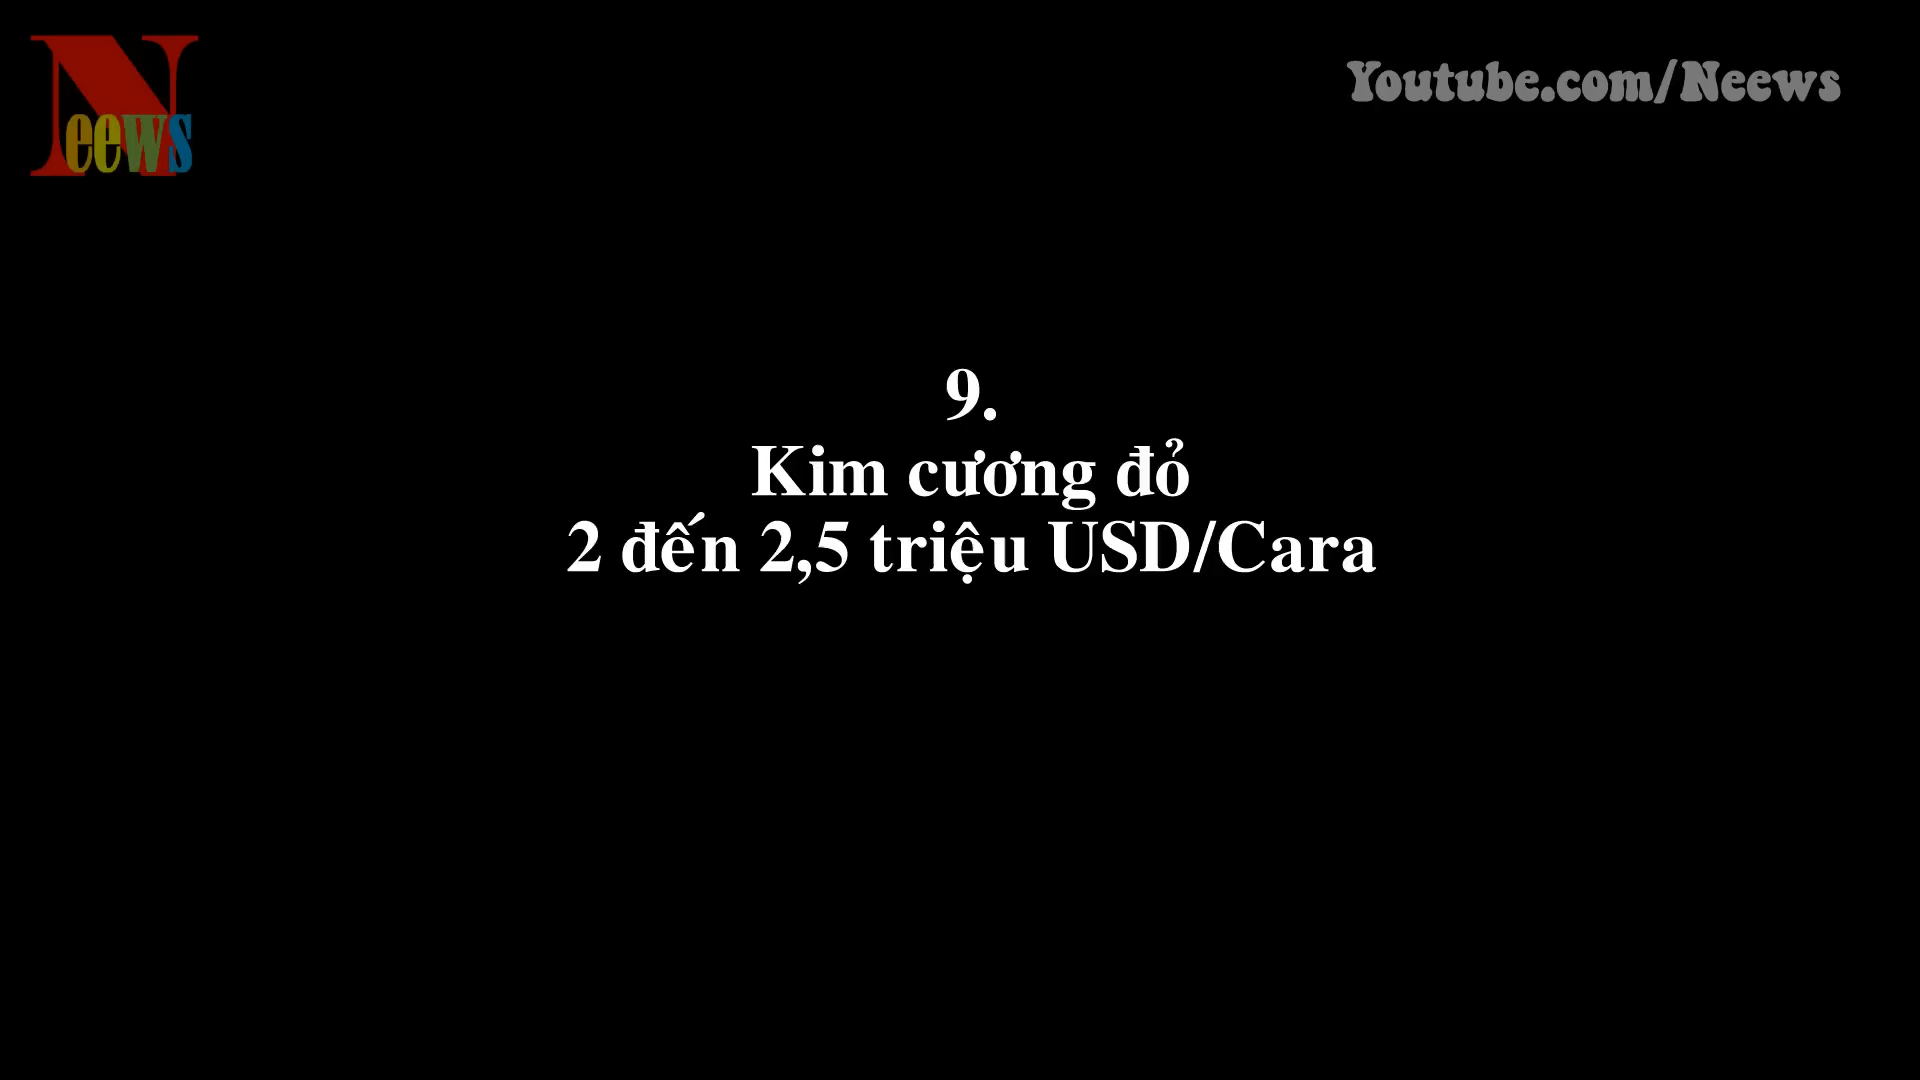 Neews
Youtube.com/Neews
9.
Kim cương đỏ
2 đến 2,5 triệu USD/Cara